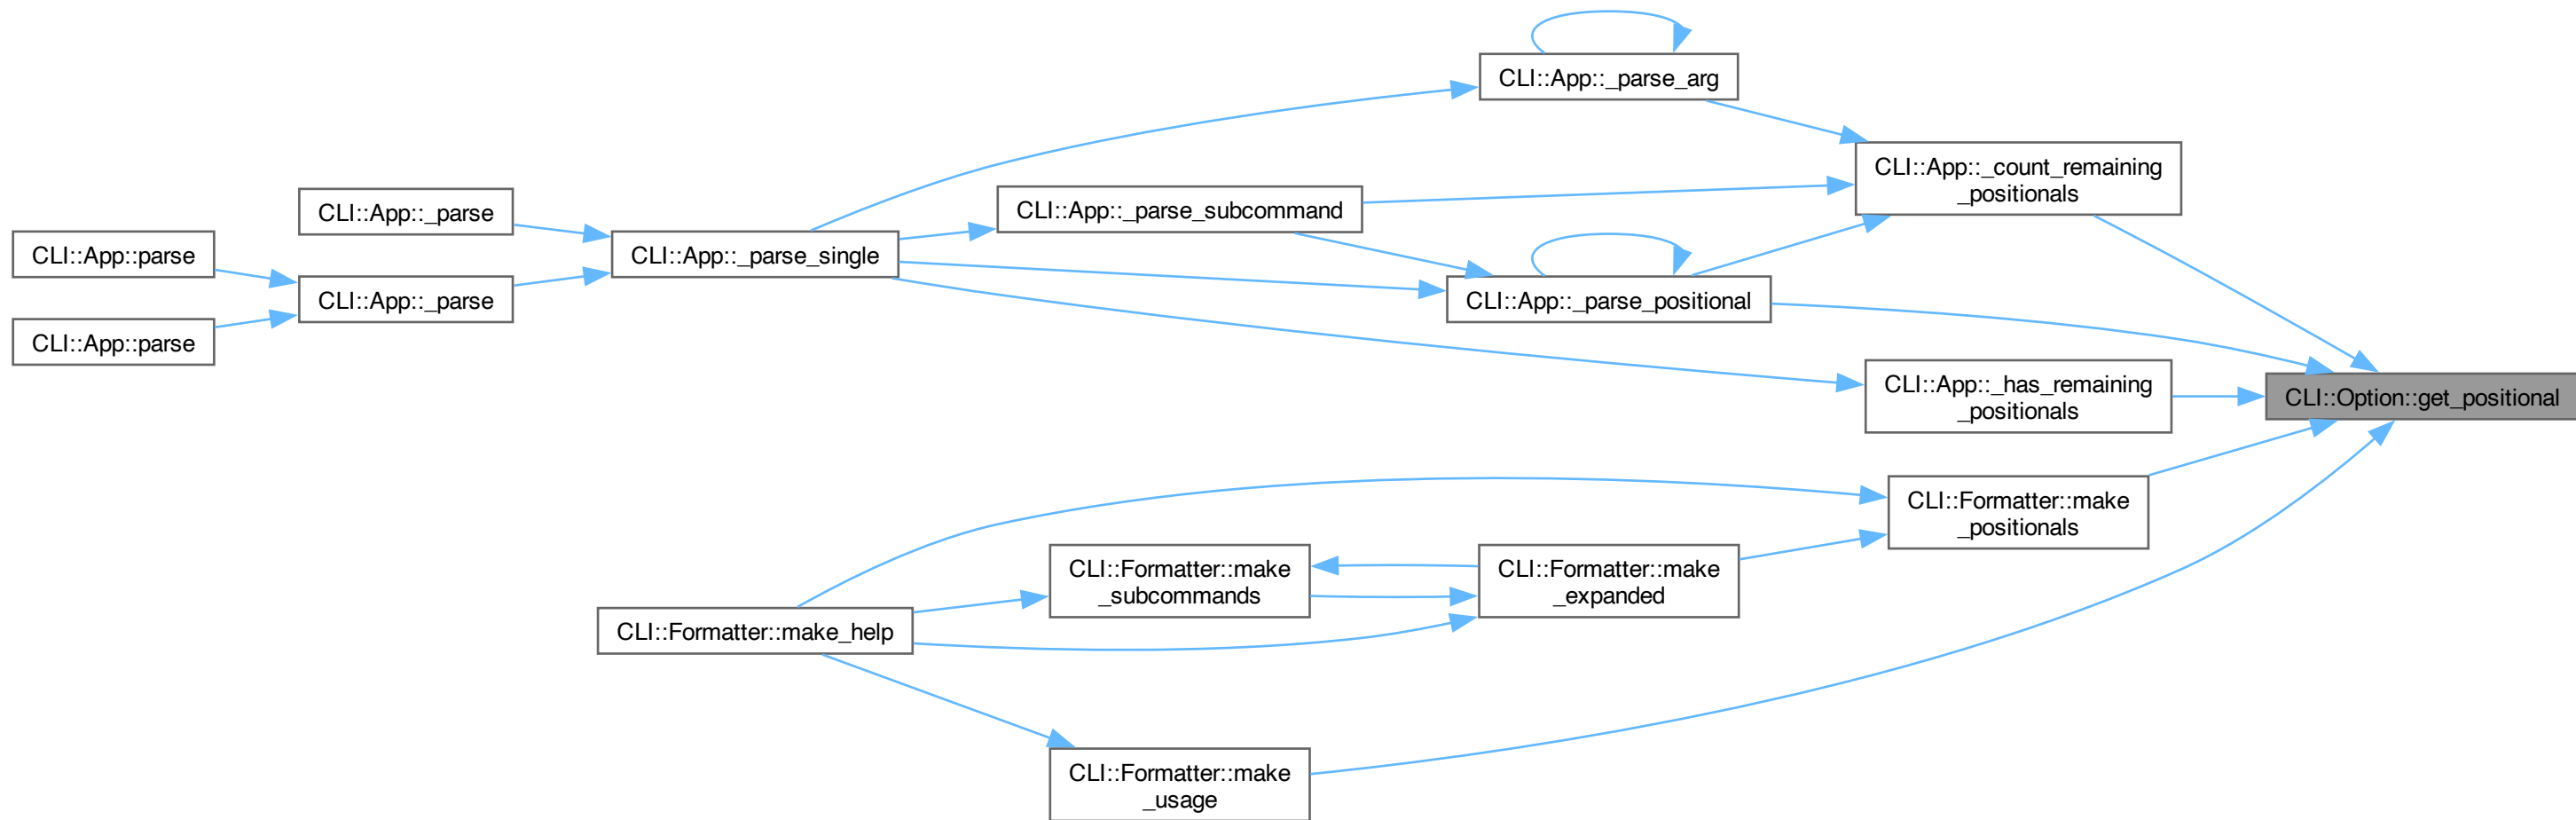 CLI::App::_parse_arg
CLI::App::_count_remaining
_positionals
CLI::App::_parse_subcommand
CLI::App::_parse
CLI::App::parse
CLI::App::_parse_single
CLI::App::_parse
CLI::App::_parse_positional
CLI::App::parse
CLI::App::_has_remaining
_positionals
CLI::Option::get_positional
CLI::Formatter::make
_positionals
CLI::Formatter::make
_subcommands
CLI::Formatter::make
_expanded
CLI::Formatter::make_help
CLI::Formatter::make
_usage